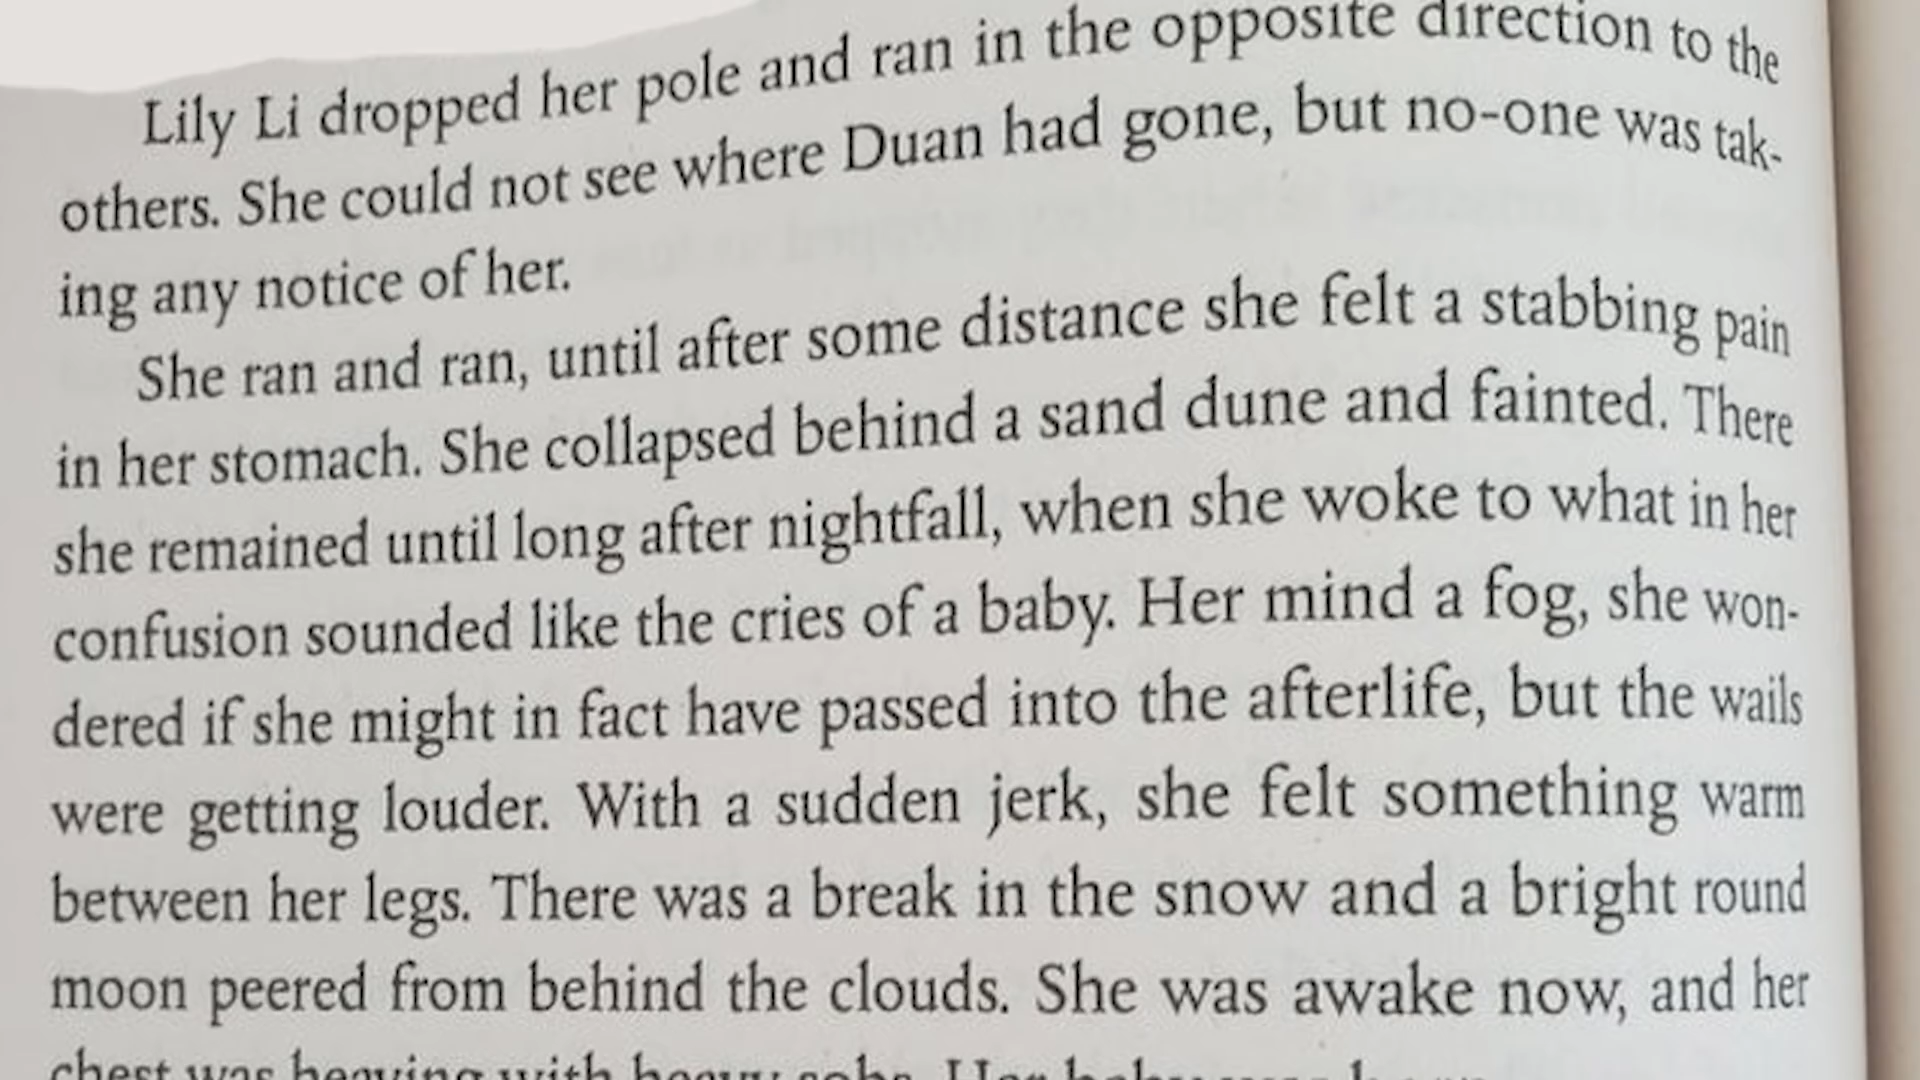 Lily Li dropped her pole and ran in the opposite direction to the
others. She could not see where Duan had gone, but no-one was tak-
ing any notice of her.
She ran and ran, until after some distance she felt a stabbing pain
in her stomach. She collapsed behind a sand dune and fainted. There
she remained until long after nightfall, when she woke to what in her
confusion sounded like the cries of a baby. Her mind a fog, she won-
dered if she might in fact have passed into the afterlife, but the wails
were getting louder. With a sudden jerk, she felt something warm
between her legs. There was a break in the snow and a bright round
moon peered from behind the clouds. She was awake now, and her
chest was heaving with heavy sobs. Her baby was born